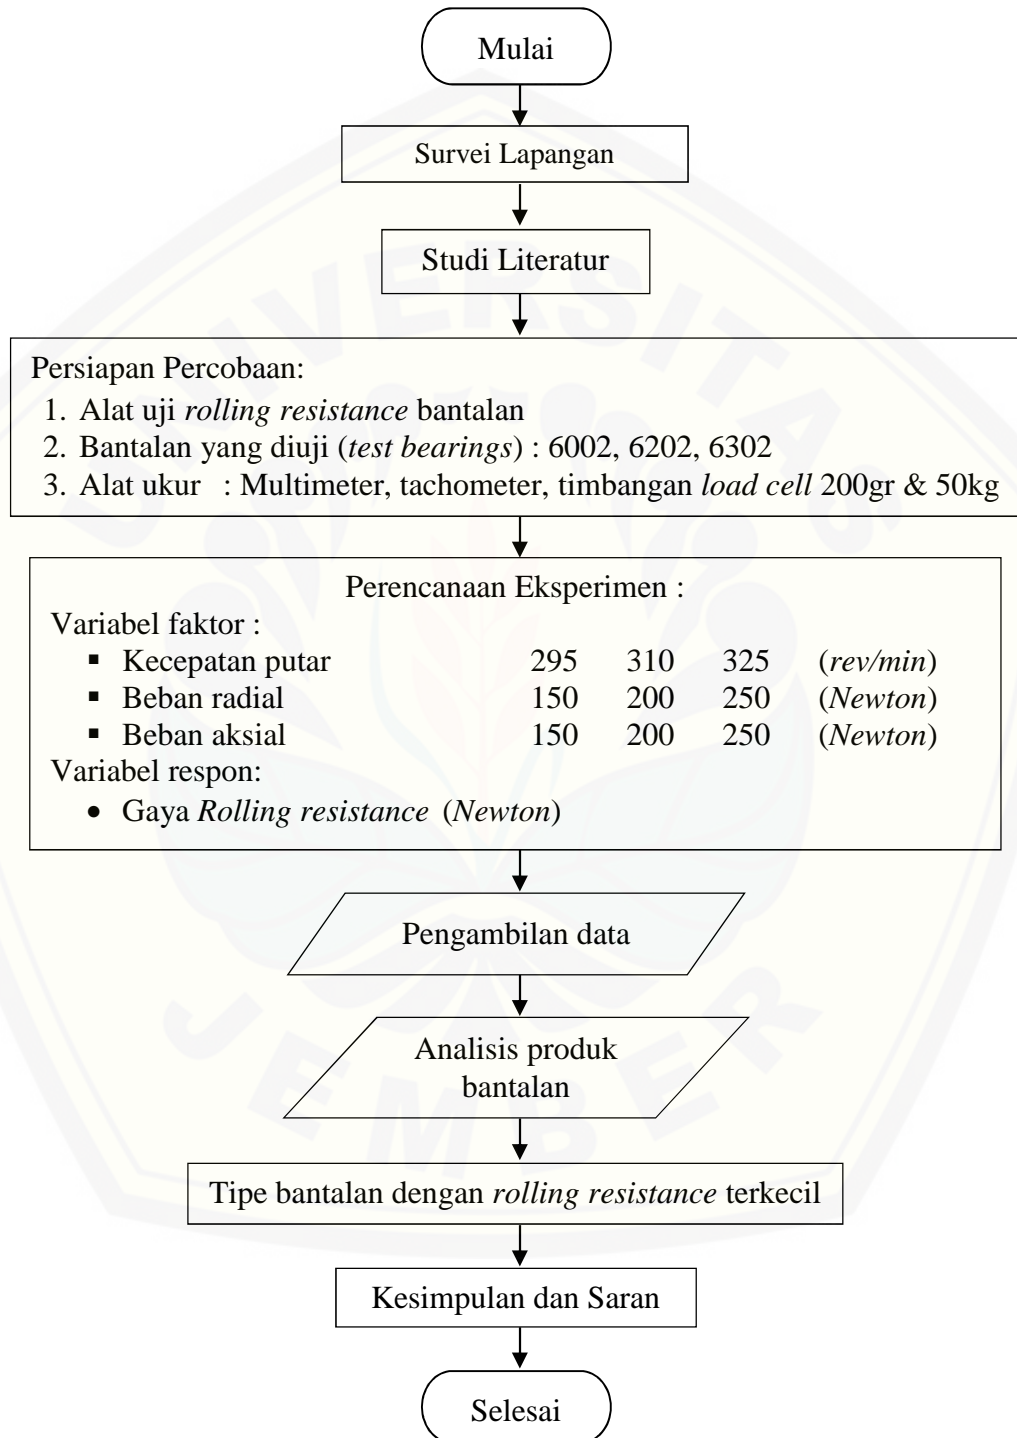 Mulai
Survei Lapangan
Studi Literatur
Persiapan Percobaan:
1. Alat uji rolling resistance bantalan
2. Bantalan yang diuji (test bearings) : 6002, 6202, 6302
3. Alat ukur : Multimeter, tachometer, timbangan load cell 200gr & 50kg
Perencanaan Eksperimen :
Variabel faktor :
▪ Kecepatan putar 295 310 325 (rev/min)
▪ Beban radial 150 200 250 (Newton)
▪ Beban aksial 150 200 250 (Newton)
Variabel respon:
• Gaya Rolling resistance (Newton)
Pengambilan data
Analisis produk
bantalan
Tipe bantalan dengan rolling resistance terkecil
Kesimpulan dan Saran
Selesai
UNIVERSITAS
JEMBER